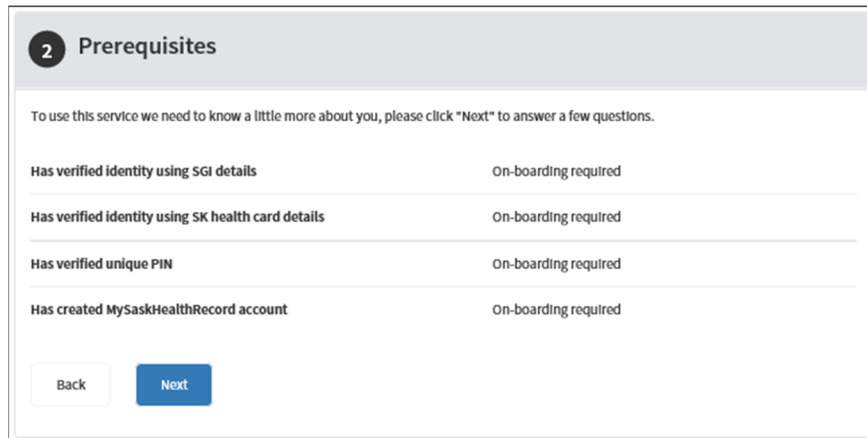 2 Prerequisites
To use this service we need to know a little more about you, please click "Next" to answer a few questions.
Has verified identity using SGI details On-boarding required
Has verified identity using SK health card details On-boarding required
Has verified unique PIN On-boarding required
Has created MySaskHealthRecord account On-boarding required
Back Next